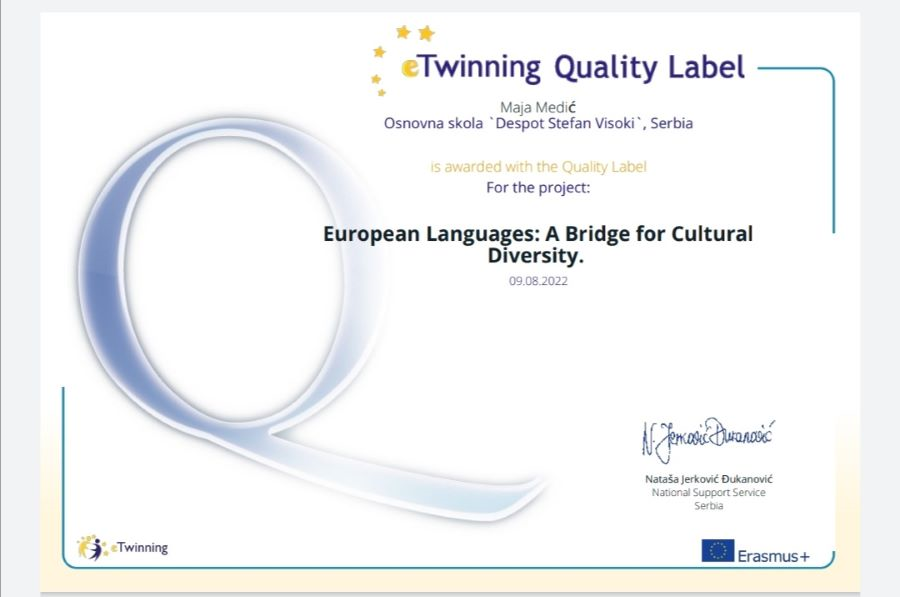 eTwinning Quality Label
Maja Medić
Osnovna skola `Despot Stefan Visoki`, Serbia
is awarded with the Quality Label
For the project:
European Languages: A Bridge for Cultural
Diversity.
09.08.2022
N. Jerković Đukanović
Nataša Jerković Đukanović
National Support Service
Serbia
eTwinning
Erasmus+